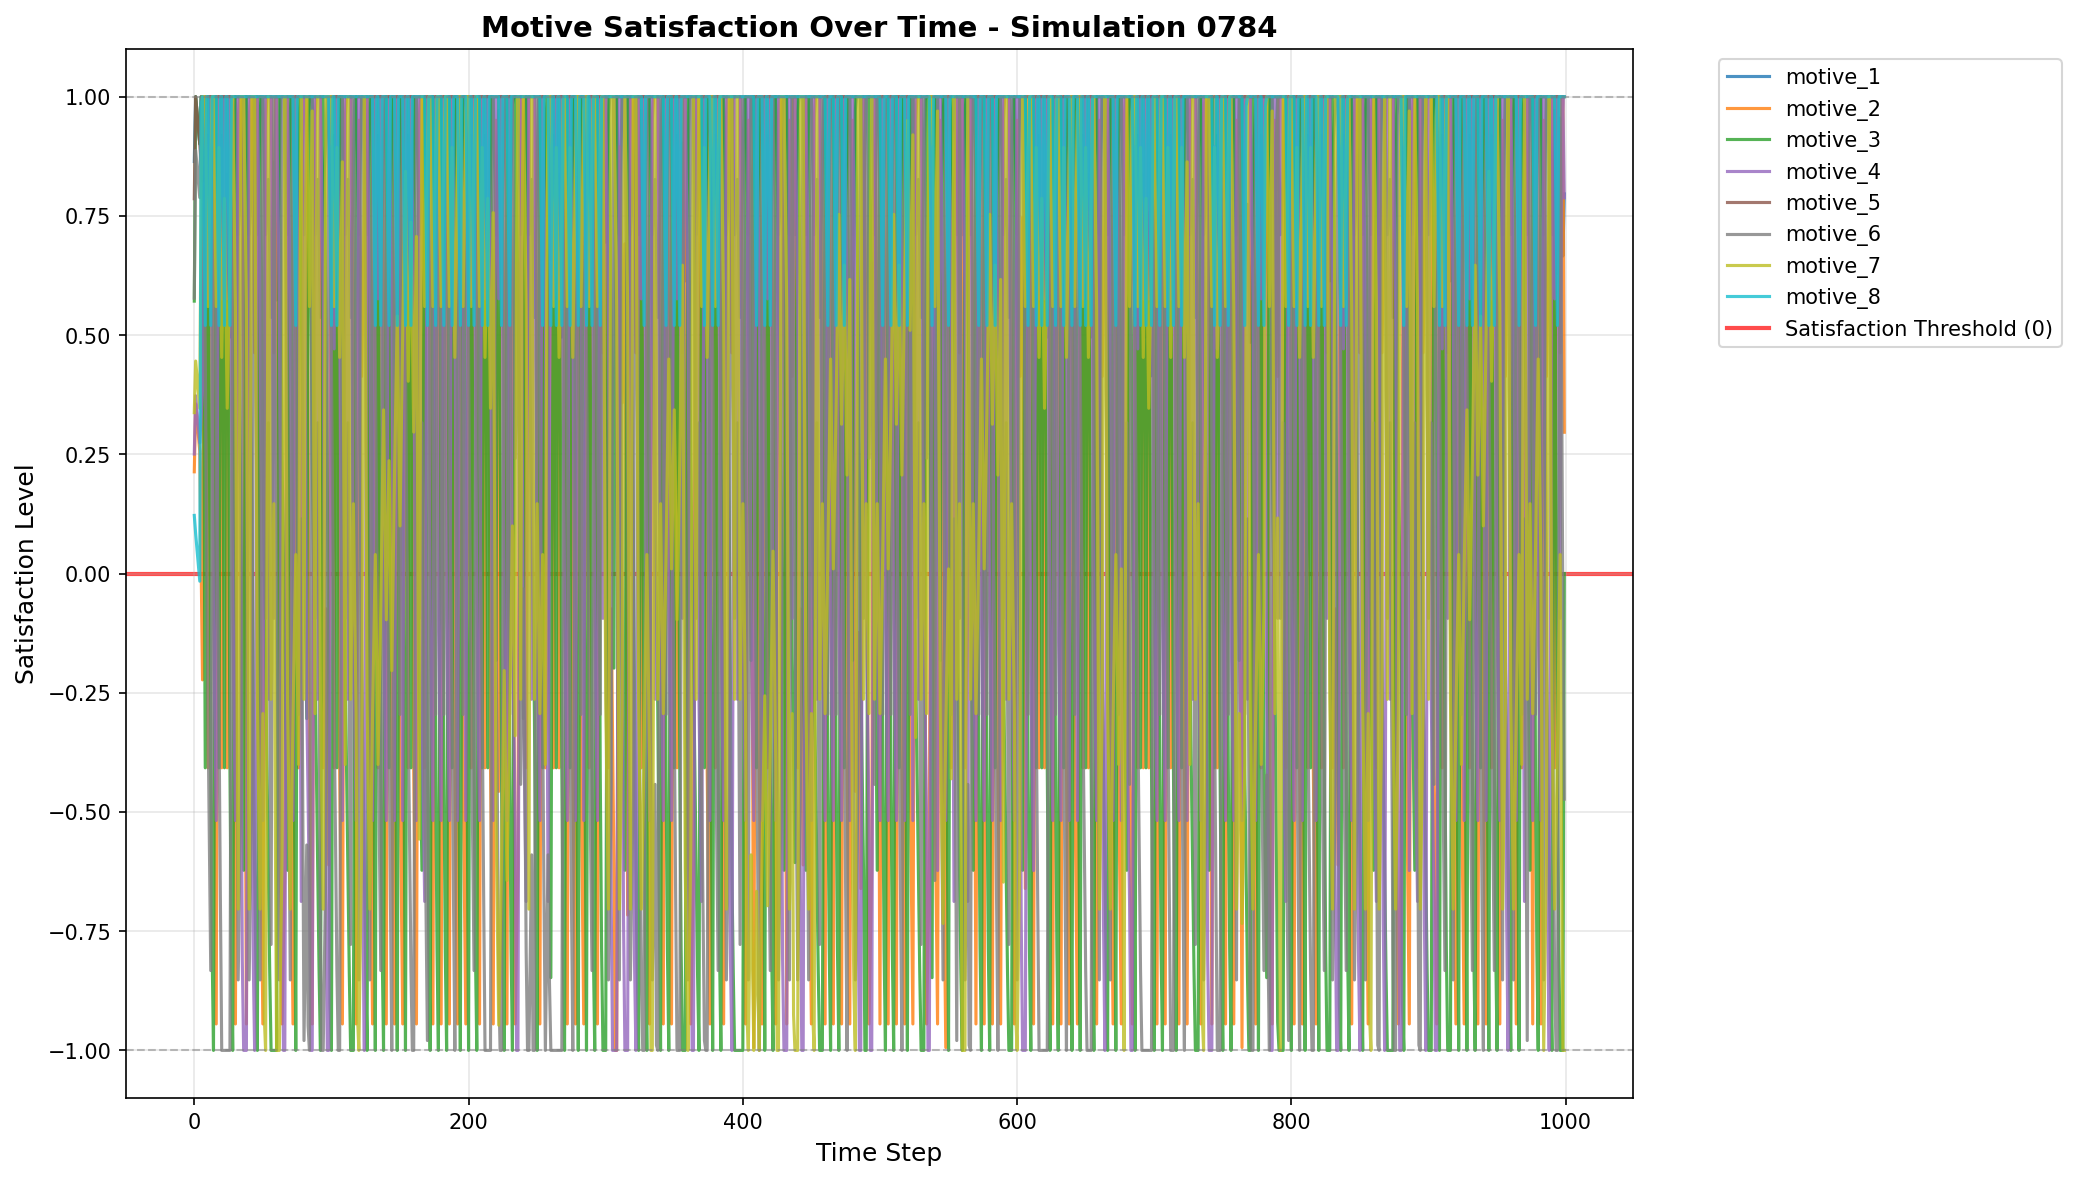 Motive Satisfaction Over Time - Simulation 0784
1.00
0.75
0.50
0.25
0.00
−0.25
−0.50
−0.75
−1.00
Satisfaction Level
0
200
400
600
800
1000
Time Step
motive_1
motive_2
motive_3
motive_4
motive_5
motive_6
motive_7
motive_8
Satisfaction Threshold (0)